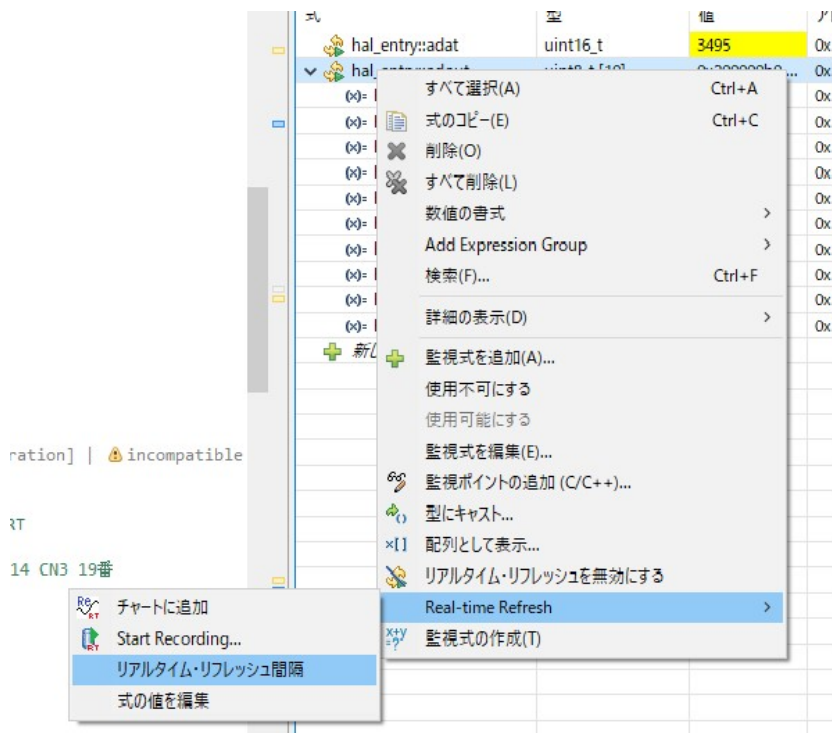 式 型 値
hal_entry::adat uint16_t 3495 0x
0x
すべて選択(A) Ctrl+A
式のコピー(E) Ctrl+C
削除(O)
すべて削除(L)
数値の書式
Add Expression Group
検索(F)... Ctrl+F
詳細の表示(D)
監視式を追加(A)...
使用不可にする
使用可能にする
監視式を編集(E)...
監視ポイントの追加 (C/C++)...
型にキャスト...
配列として表示...
リアルタイム・リフレッシュを無効にする
Real-time Refresh
監視式の作成(T)
チャートに追加
Start Recording...
リアルタイム・リフレッシュ間隔
式の値を編集
(x)= 0x
(x)= 0x
(x)= 0x
(x)= 0x
(x)= 0x
(x)= 0x
(x)= 0x
(x)= 0x
(x)= 0x
(x)= 0x
新し
ration] | incompatible
RT
14 CN3 19番